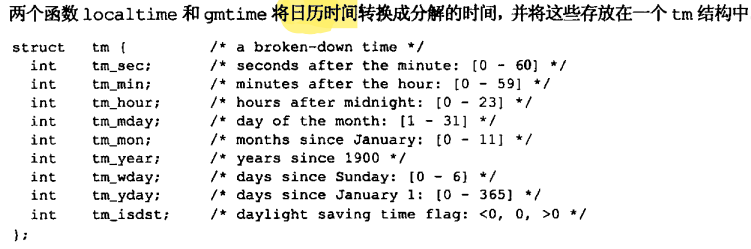 两个函数 localtime 和 gmtime 将日历时间转换成分解的时间，并将这些存放在一个 tm 结构中
struct tm { /* a broken-down time */
int tm_sec; /* seconds after the minute: [0 - 60] */
int tm_min; /* minutes after the hour: [0 - 59] */
int tm_hour; /* hours after midnight: [0 - 23] */
int tm_mday; /* day of the month: [1 - 31] */
int tm_mon; /* months since January: [0 - 11] */
int tm_year; /* years since 1900 */
int tm_wday; /* days since Sunday: [0 - 6] */
int tm_yday; /* days since January 1: [0 - 365] */
int tm_isdst; /* daylight saving time flag: <0, 0, >0 */
};